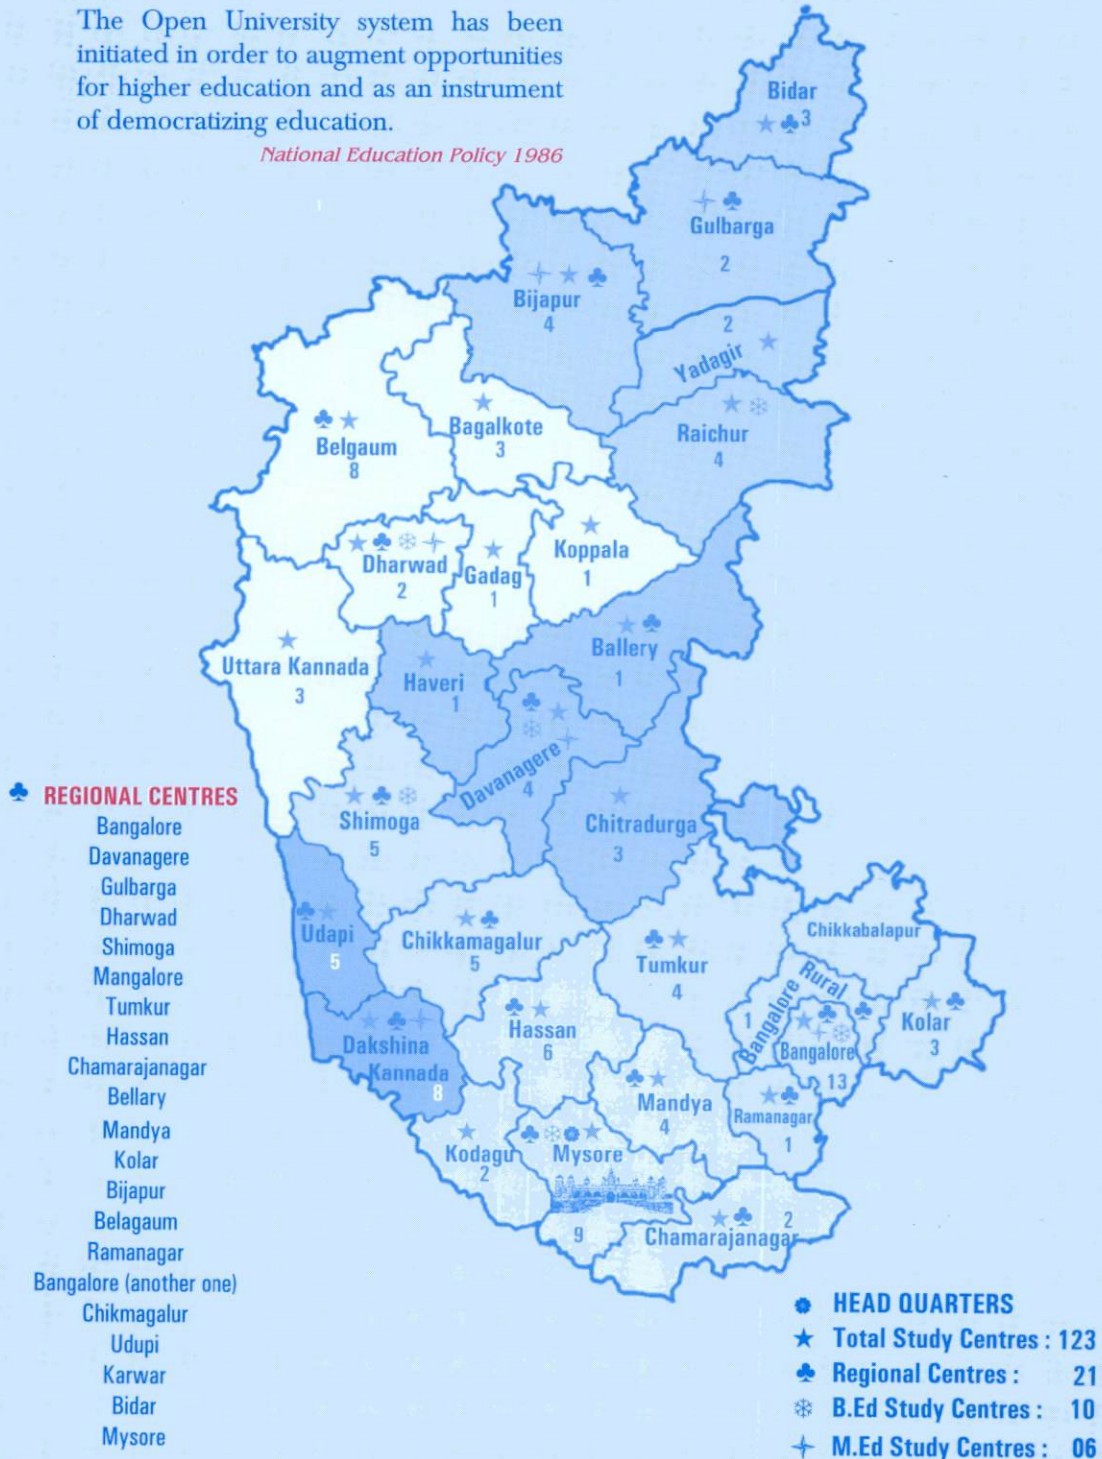 The Open University system has been
initiated in order to augment opportunities
for higher education and as an instrument
of democratizing education.
National Education Policy 1986
Bidar
3
Gulbarga
2
Bijapur
4
2
Yadagir
Raichur
4
Belgaum
8
Bagalkote
3
Dharwad
2
Gadag
1
Koppala
1
Uttara Kannada
3
Haveri
1
Ballery
1
Davanagere
4
Shimoga
5
Chitradurga
3
Udapi
5
Chikkamagalur
5
Tumkur
4
Chikkabalapur
Bangalore Rural
1
Bangalore
13
Kolar
3
Dakshina
Kannada
8
Hassan
6
Mandya
4
Ramanagar
1
Kodagu
2
Mysore
9
Chamarajanagar
2
REGIONAL CENTRES
Bangalore
Davanagere
Gulbarga
Dharwad
Shimoga
Mangalore
Tumkur
Hassan
Chamarajanagar
Bellary
Mandya
Kolar
Bijapur
Belagaum
Ramanagar
Bangalore (another one)
Chikmagalur
Udupi
Karwar
Bidar
Mysore
HEAD QUARTERS
Total Study Centres : 123
Regional Centres : 21
B.Ed Study Centres : 10
M.Ed Study Centres : 06